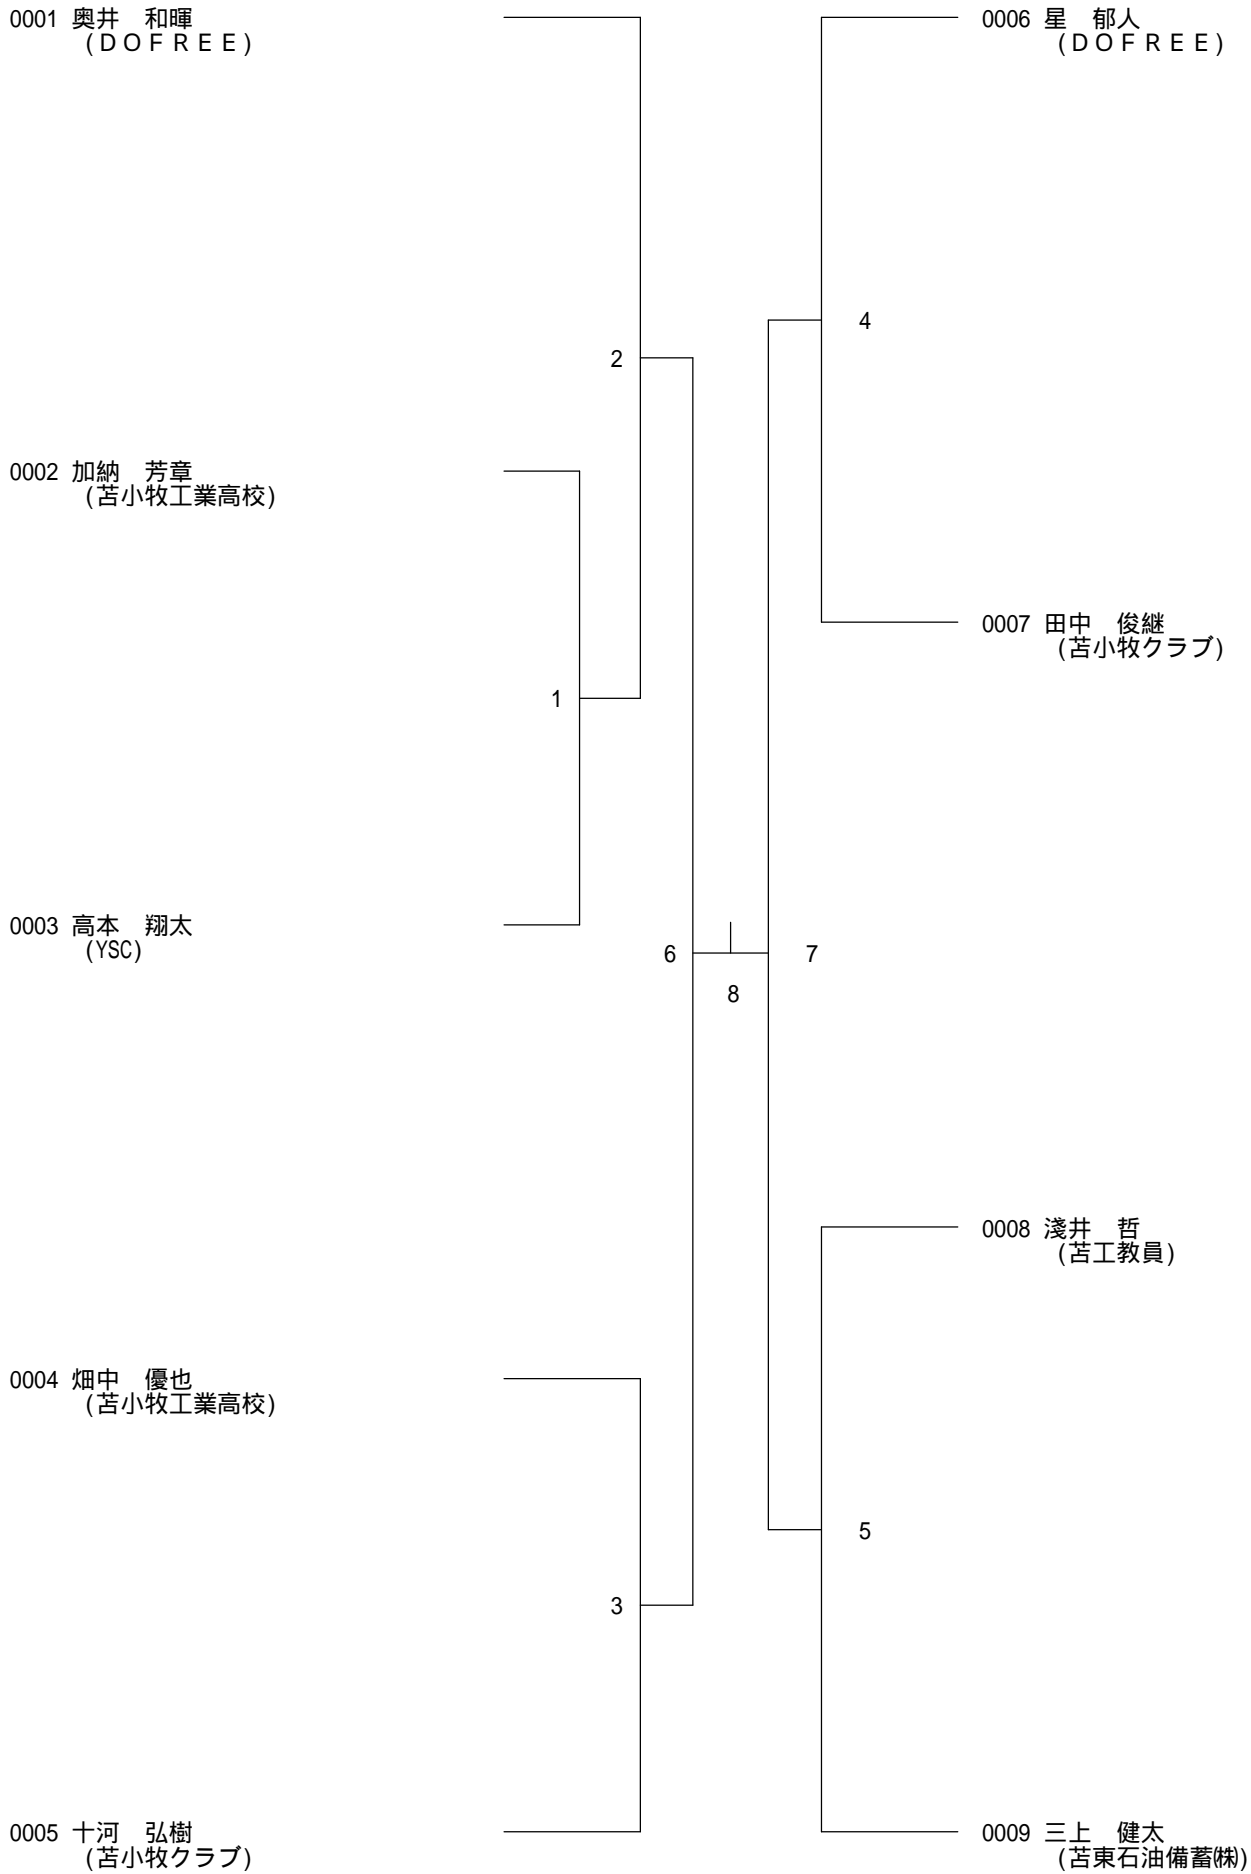 0001 奥井　和暉
(ＤＯＦＲＥＥ)
2
0002 加納　芳章
(苫小牧工業高校)
1
0003 高本　翔太
(YSC)
6
8
0004 畑中　優也
(苫小牧工業高校)
3
0005 十河　弘樹
(苫小牧クラブ)
0006 星　郁人
(ＤＯＦＲＥＥ)
4
0007 田中　俊継
(苫小牧クラブ)
7
0008 淺井　哲
(苫工教員)
5
0009 三上　健太
(苫東石油備蓄㈱)